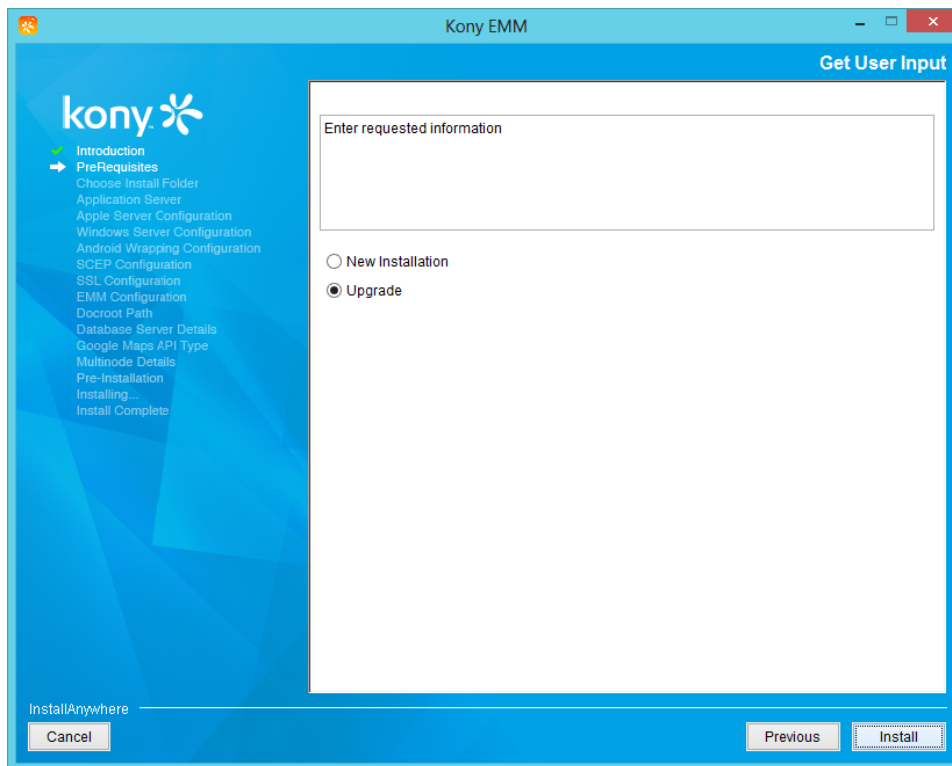 Kony EMM
Get User Input
kony
Introduction
PreRequisites
Choose Install Folder
Application Server
Apple Server Configuration
Windows Server Configuration
Android Wrapping Configuration
SCEP Configuration
SSL Configuration
EMM Configuration
Docroot Path
Database Server Details
Google Maps API Type
Multinode Details
Pre-Installation
Installing...
Install Complete
Enter requested information
New Installation
Upgrade
InstallAnywhere
Cancel
Previous
Install